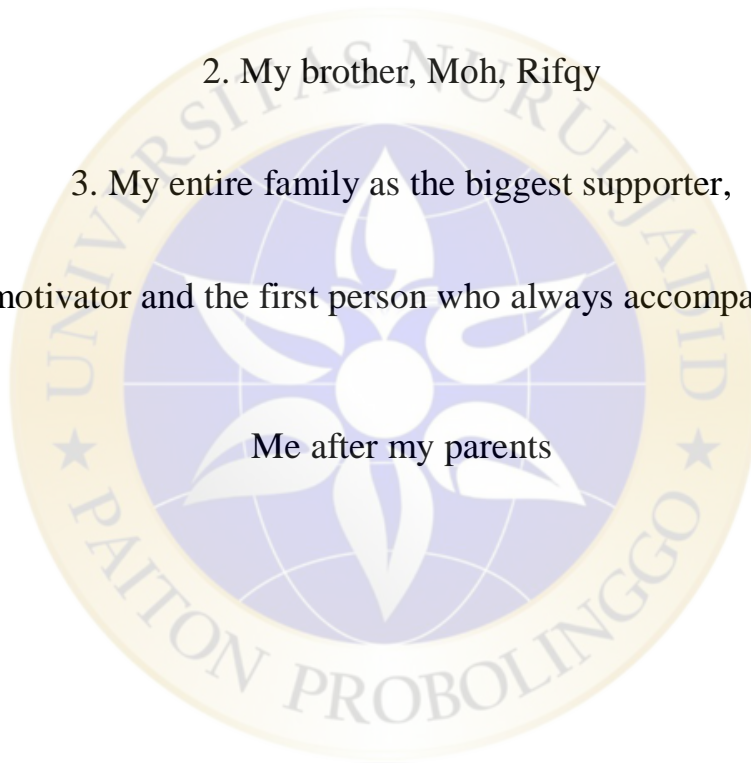 2. My brother, Moh, Rifqy
3. My entire family as the biggest supporter,
motivator and the first person who always accompa
Me after my parents
UNIVERSITAS NURUL JADID
★ PAITON PROBOLINGGO ★